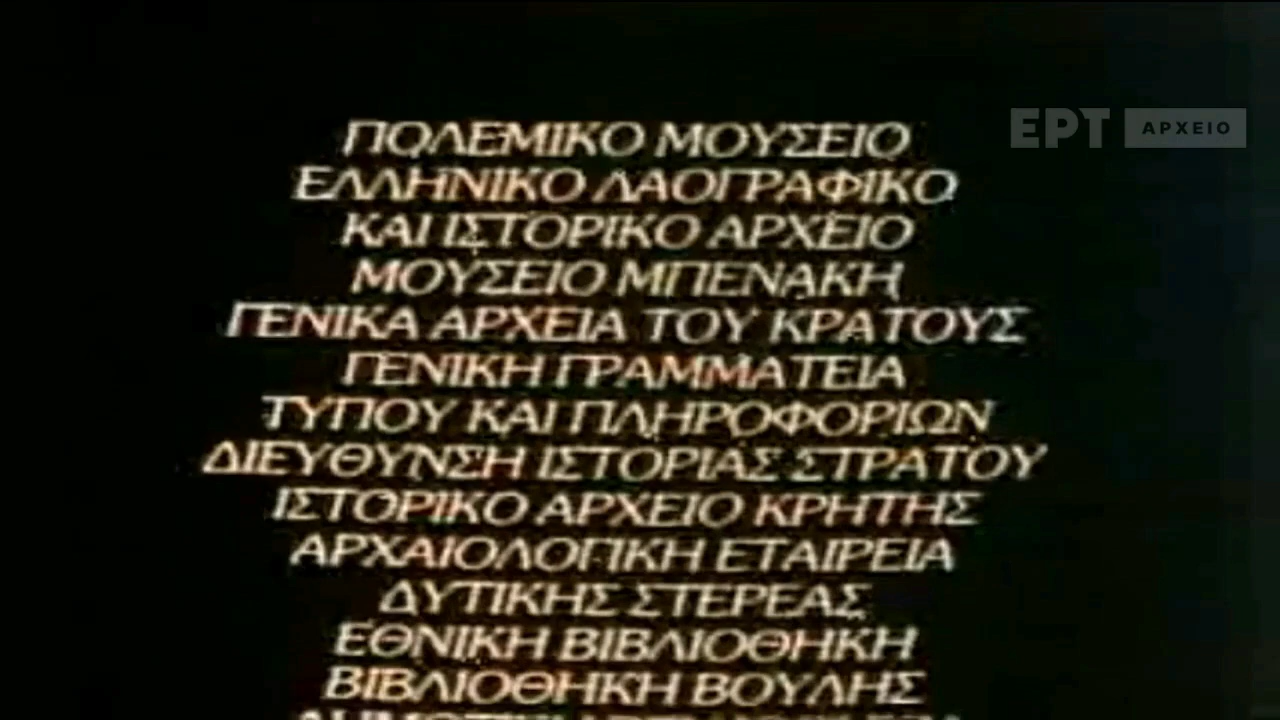 ΕΡΤ ΑΡΧΕΙΟ
ΠΟΛΕΜΙΚΟ ΜΟΥΣΕΙΟ
ΕΛΛΗΝΙΚΟ ΛΑΟΓΡΑΦΙΚΟ
ΚΑΙ ΙΣΤΟΡΙΚΟ ΑΡΧΕΙΟ
ΜΟΥΣΕΙΟ ΜΠΕΝΑΚΗ
ΓΕΝΙΚΑ ΑΡΧΕΙΑ ΤΟΥ ΚΡΑΤΟΥΣ
ΓΕΝΙΚΗ ΓΡΑΜΜΑΤΕΙΑ
ΤΥΠΟΥ ΚΑΙ ΠΛΗΡΟΦΟΡΙΩΝ
ΔΙΕΥΘΥΝΣΗ ΙΣΤΟΡΙΑΣ ΣΤΡΑΤΟΥ
ΙΣΤΟΡΙΚΟ ΑΡΧΕΙΟ ΚΡΗΤΗΣ
ΑΡΧΑΙΟΛΟΓΙΚΗ ΕΤΑΙΡΕΙΑ
ΔΥΤΙΚΗΣ ΣΤΕΡΕΑΣ
ΕΘΝΙΚΗ ΒΙΒΛΙΟΘΗΚΗ
ΒΙΒΛΙΟΘΗΚΗ ΒΟΥΛΗΣ